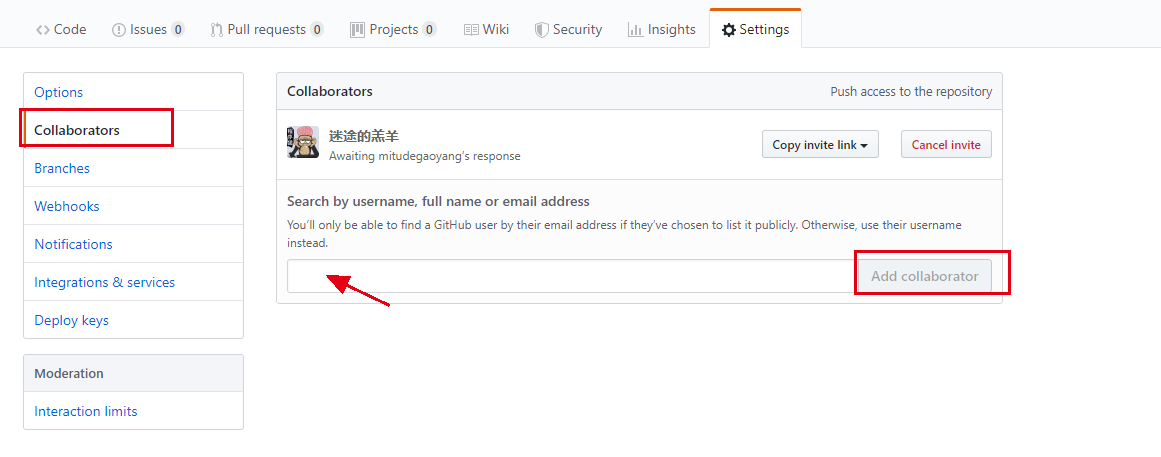 Code Issues 0 Pull requests 0 Projects 0 Wiki Security Insights Settings
Options
Collaborators
Branches
Webhooks
Notifications
Integrations & services
Deploy keys
Moderation
Interaction limits
Collaborators Push access to the repository
迷途的羔羊
Awaiting mitudegaoyang's response
Copy invite link
Cancel invite
Search by username, full name or email address
You'll only be able to find a GitHub user by their email address if they've chosen to list it publicly. Otherwise, use their username
instead.
Add collaborator